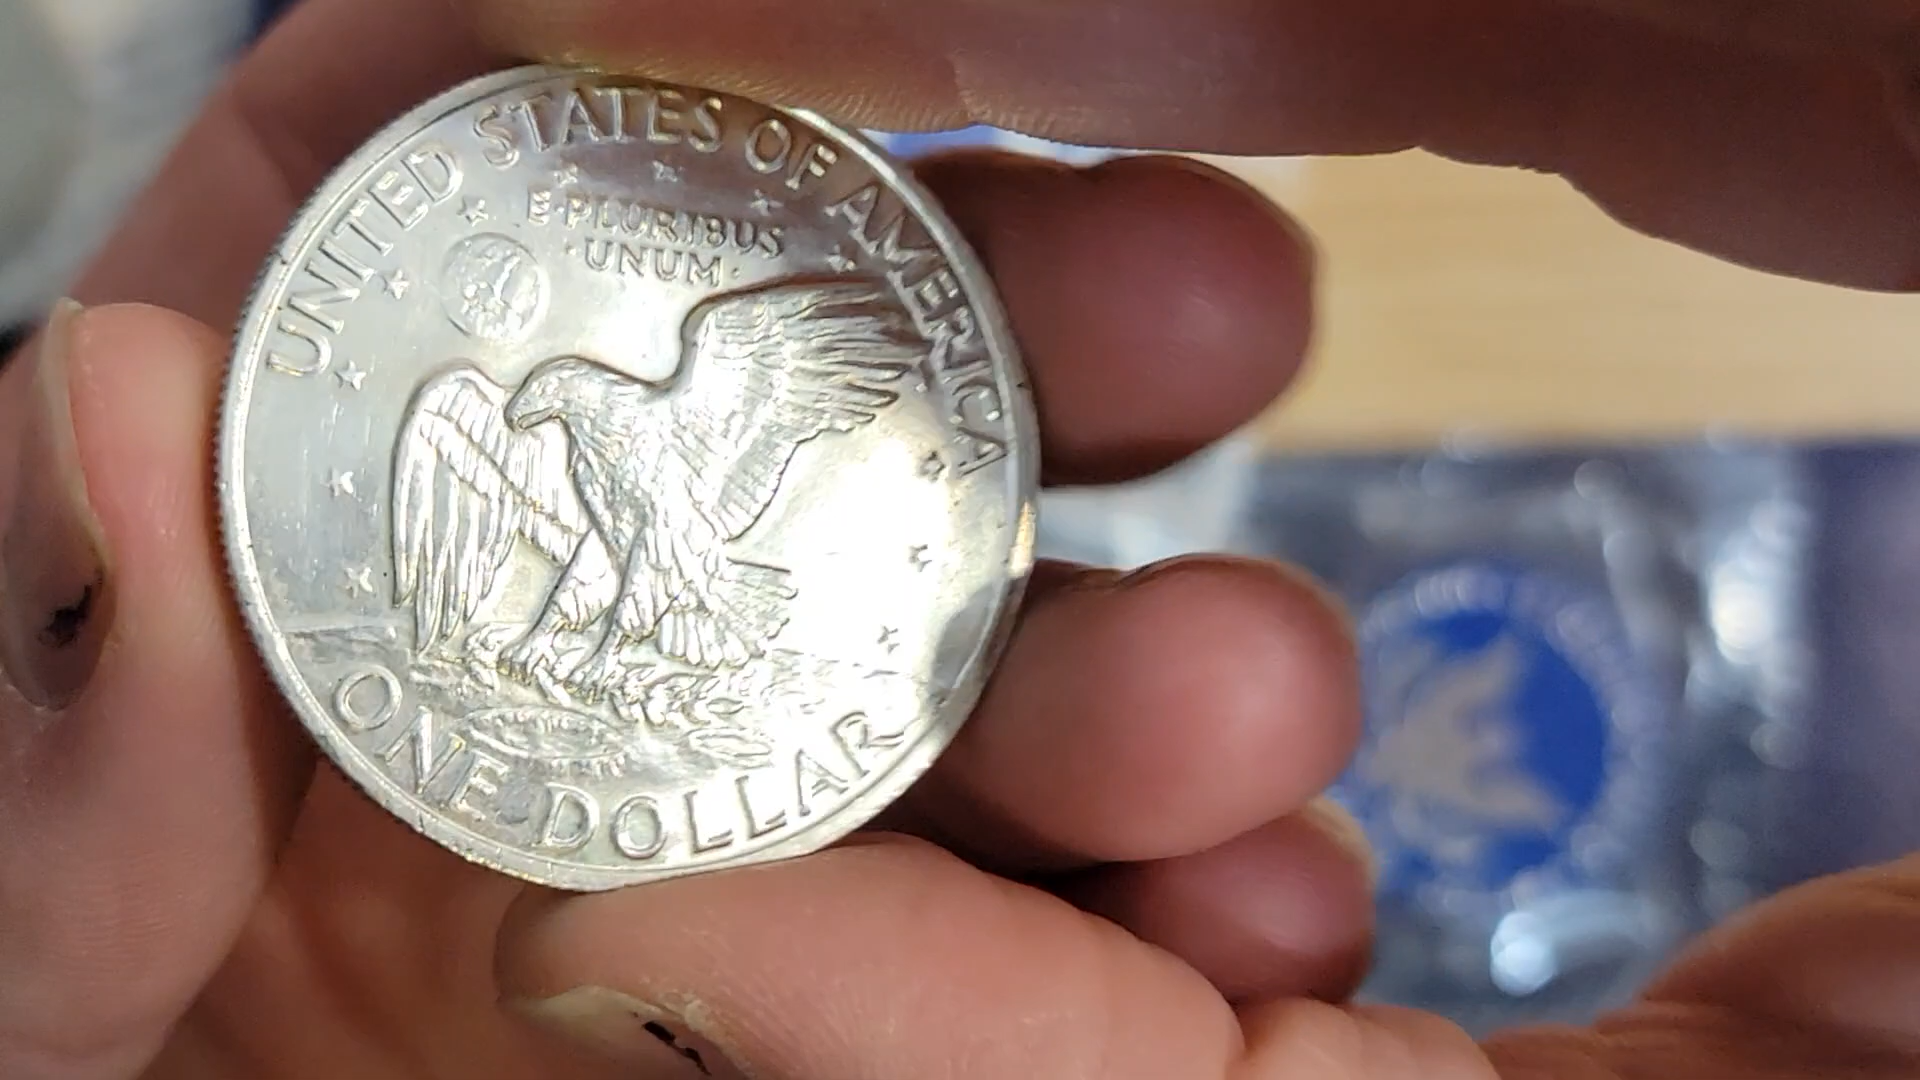 UNITED STATES OF AMERICA
E·PLURIBUS
·UNUM·
ONE DOLLAR